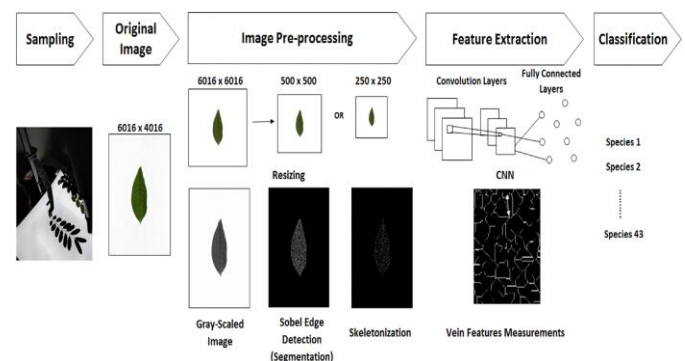 Sampling
Original
Image
Image Pre-processing
Feature Extraction
Classification
6016 x 4016
6016 x 6016
500 x 500
250 x 250
OR
Resizing
Gray-Scaled
Image
Sobel Edge
Detection
(Segmentation)
Skeletonization
Convolution Layers
Fully Connected
Layers
CNN
Vein Features Measurements
Species 1
Species 2
Species 43